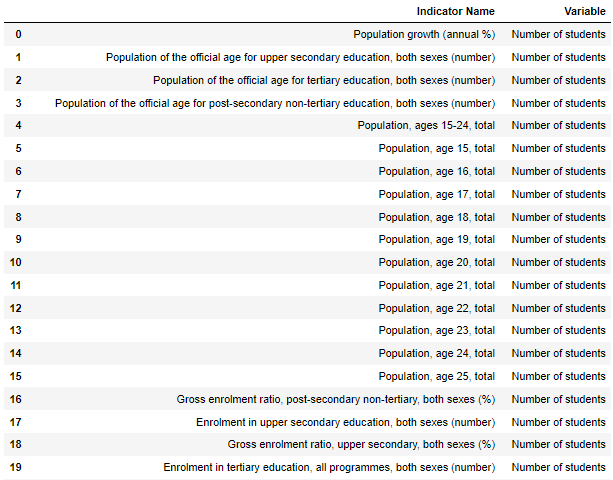 Indicator Name Variable
0 Population growth (annual %) Number of students
1 Population of the official age for upper secondary education, both sexes (number) Number of students
2 Population of the official age for tertiary education, both sexes (number) Number of students
3 Population of the official age for post-secondary non-tertiary education, both sexes (number) Number of students
4 Population, ages 15-24, total Number of students
5 Population, age 15, total Number of students
6 Population, age 16, total Number of students
7 Population, age 17, total Number of students
8 Population, age 18, total Number of students
9 Population, age 19, total Number of students
10 Population, age 20, total Number of students
11 Population, age 21, total Number of students
12 Population, age 22, total Number of students
13 Population, age 23, total Number of students
14 Population, age 24, total Number of students
15 Population, age 25, total Number of students
16 Gross enrolment ratio, post-secondary non-tertiary, both sexes (%) Number of students
17 Enrolment in upper secondary education, both sexes (number) Number of students
18 Gross enrolment ratio, upper secondary, both sexes (%) Number of students
19 Enrolment in tertiary education, all programmes, both sexes (number) Number of students